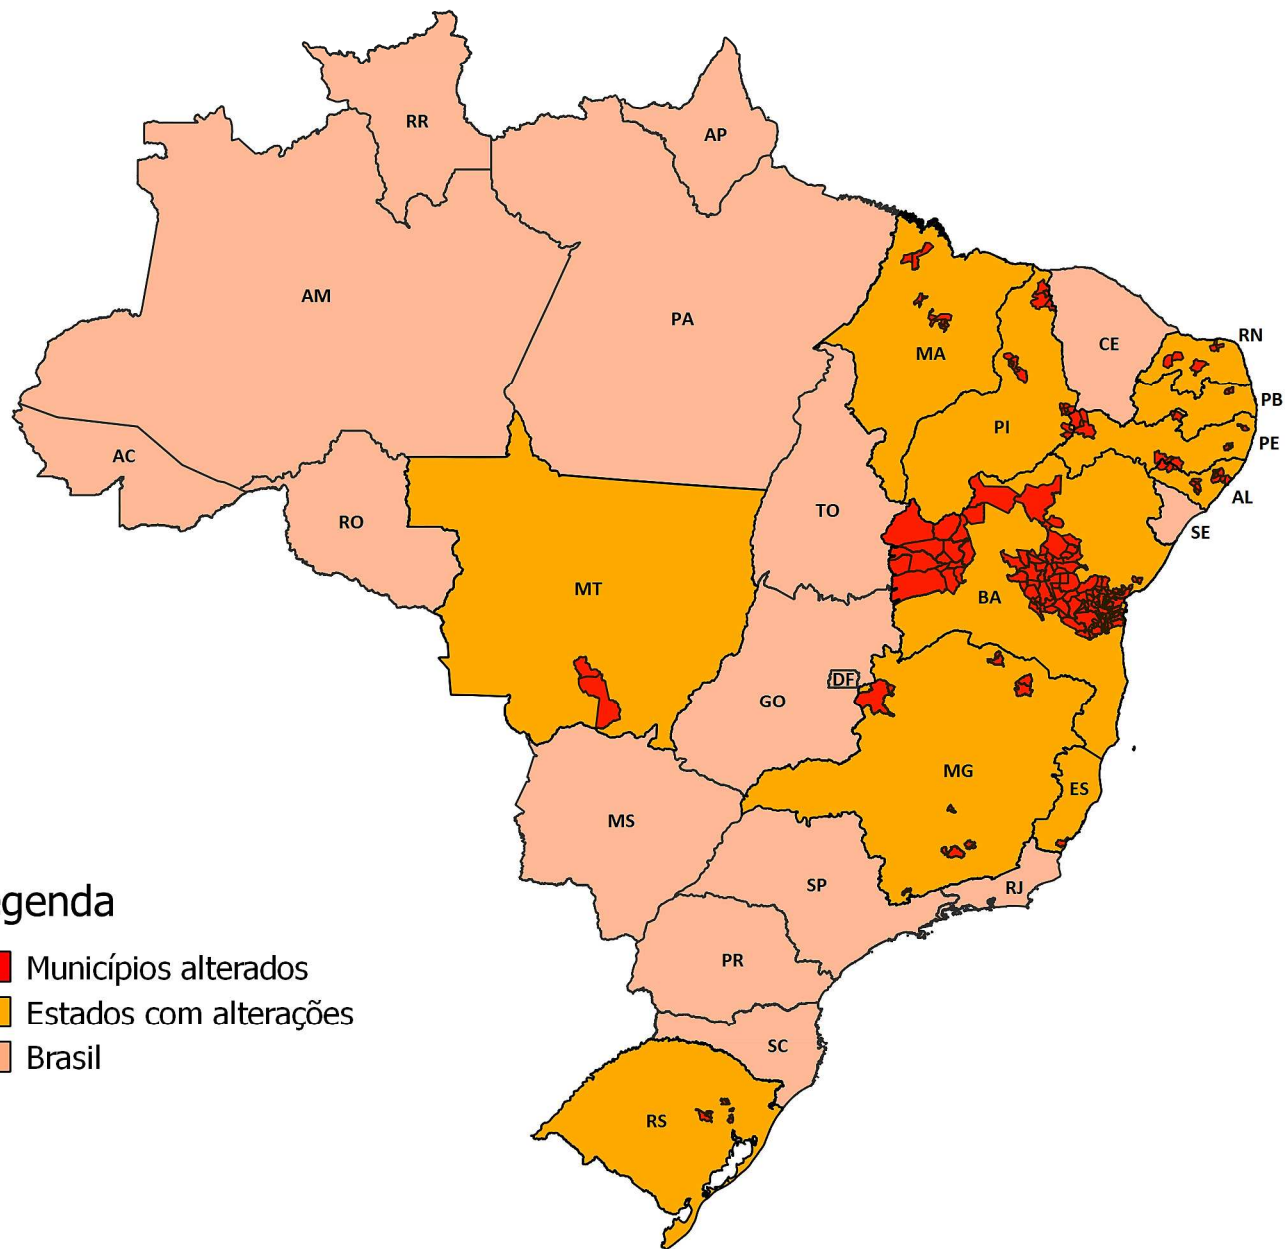 RR
AP
AM
PA
MA
CE
RN
PB
PE
AL
SE
PI
AC
RO
TO
MT
BA
DF
GO
MG
ES
MS
SP
RJ
PR
SC
RS
genda
Municípios alterados
Estados com alterações
Brasil